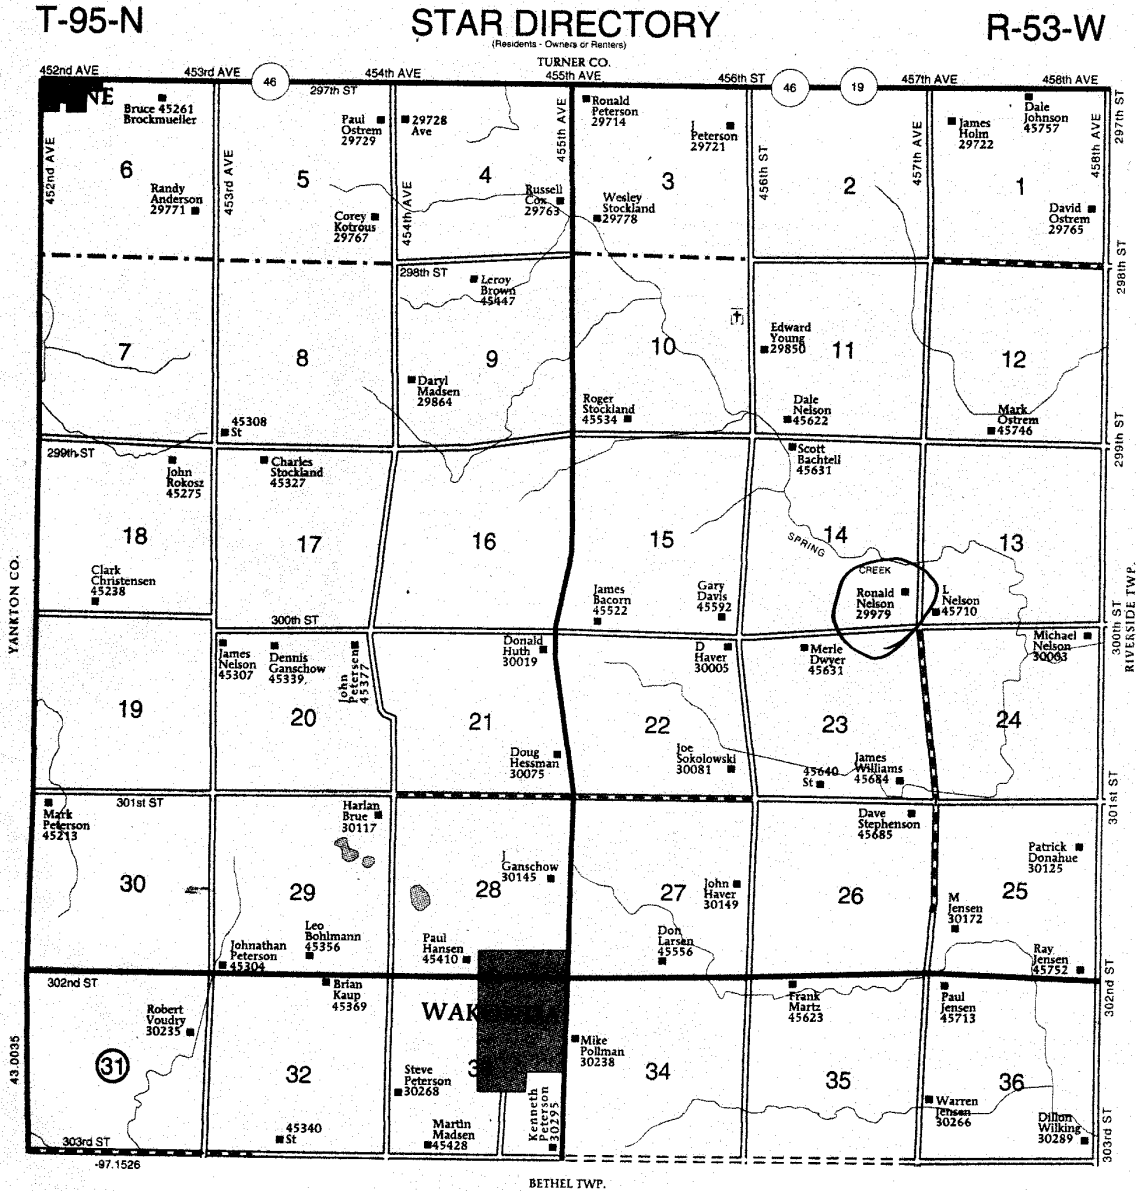 T-95-N
STAR DIRECTORY
R-53-W
(Residents - Owners or Renters)
TURNER CO.
452nd AVE
453rd AVE
46
454th AVE
455th AVE
456th ST
46
19
457th AVE
458th AVE
297th ST
452nd AVE
453rd AVE
454th AVE
455th AVE
456th ST
457th AVE
458th AVE
297th ST
NE
Bruce 45261
Brockmueller
6
Randy
Anderson
29771
Paul
Ostrem
29729
5
Corey
Kotrous
29767
29728
Ave
4
Russell
Cox
29763
Ronald
Peterson
29714
J
Peterson
29721
3
Wesley
Stockland
29778
2
James
Holm
29722
Dale
Johnson
45757
1
David
Ostrem
29765
298th ST
298th ST
7
8
45308
St
Leroy
Brown
45447
9
Daryl
Madsen
29864
10
Roger
Stockland
45534
Edward
Young
29850
11
Dale
Nelson
45622
12
Mark
Ostrem
45746
299th ST
299th ST
John
Rokosz
45275
18
Clark
Christensen
45238
Charles
Stockland
45327
17
16
15
James
Bacorn
45522
Gary
Davis
45592
Scott
Bachtell
45631
14
SPRING
CREEK
Ronald
Nelson
29979
13
L
Nelson
45710
YANKTON CO.
RIVERSIDE TWP.
300th ST
300th ST
19
James
Nelson
45307
Dennis
Ganschow
45339
John
Petersen
45377
20
Donald
Huth
30019
21
Doug
Hessman
30075
D
Haver
30005
22
Joe
Sokolowski
30081
Merle
Dwyer
45631
23
45640
St
James
Williams
45684
Michael
Nelson
30003
24
301st ST
301st ST
Mark
Peterson
45213
30
Harlan
Brue
30117
29
Leo
Bohlmann
45356
Johnathan
Peterson
45304
J
Ganschow
30145
28
Paul
Hansen
45410
27
John
Haver
30149
Don
Larsen
45556
Dave
Stephenson
45685
26
Patrick
Donahue
30125
25
M
Jensen
30172
Ray
Jensen
45752
302nd ST
302nd ST
Robert
Voudry
30235
31
Brian
Kaup
45369
32
45340
St
WAK
3
Steve
Peterson
30268
Martin
Madsen
45428
Kenneth
Peterson
30295
Mike
Pollman
30238
34
Frank
Martz
45623
35
Paul
Jensen
45713
36
Warren
Jensen
30266
Dillon
Wilking
30289
43.0035
303rd ST
303rd ST
-97.1526
BETHEL TWP.